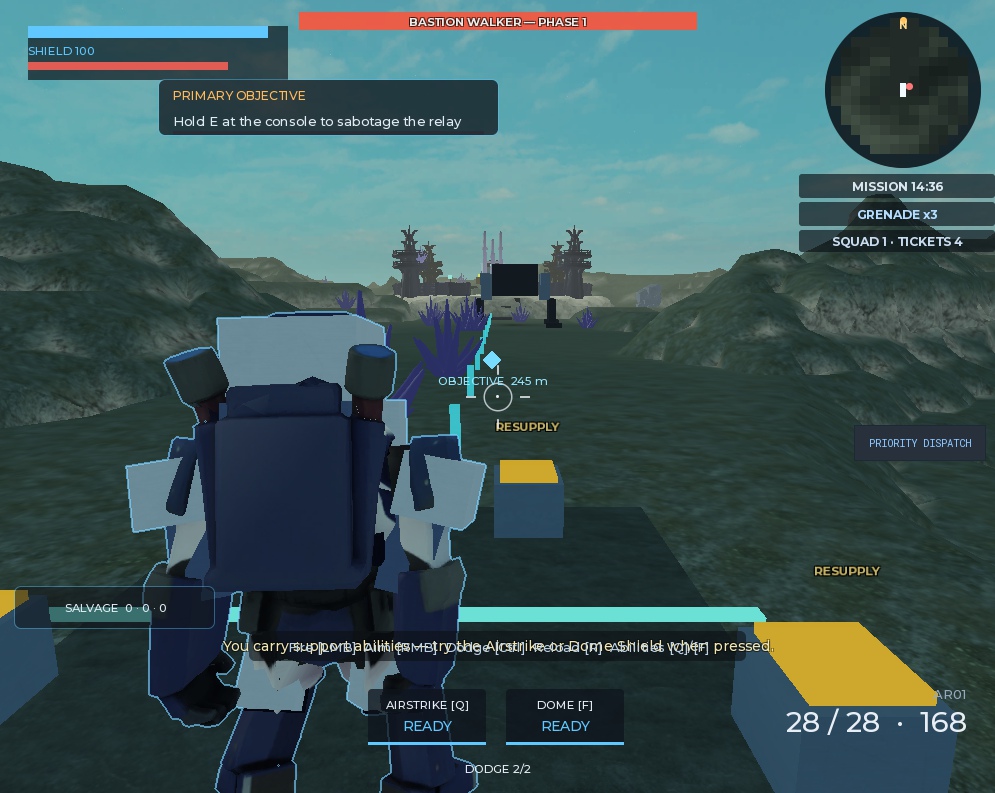 BASTION WALKER — PHASE 1
SHIELD 100
PRIMARY OBJECTIVE
Hold E at the console to sabotage the relay
N
MISSION 14:36
GRENADE x3
SQUAD 1 · TICKETS 4
OBJECTIVE 245 m
RESUPPLY
PRIORITY DISPATCH
RESUPPLY
SALVAGE 0 · 0 · 0
You carry support abilities — try the Airstrike or Dome Shield when pressed.
AR01
28 / 28 · 168
AIRSTRIKE [Q]
READY
DOME [F]
READY
DODGE 2/2